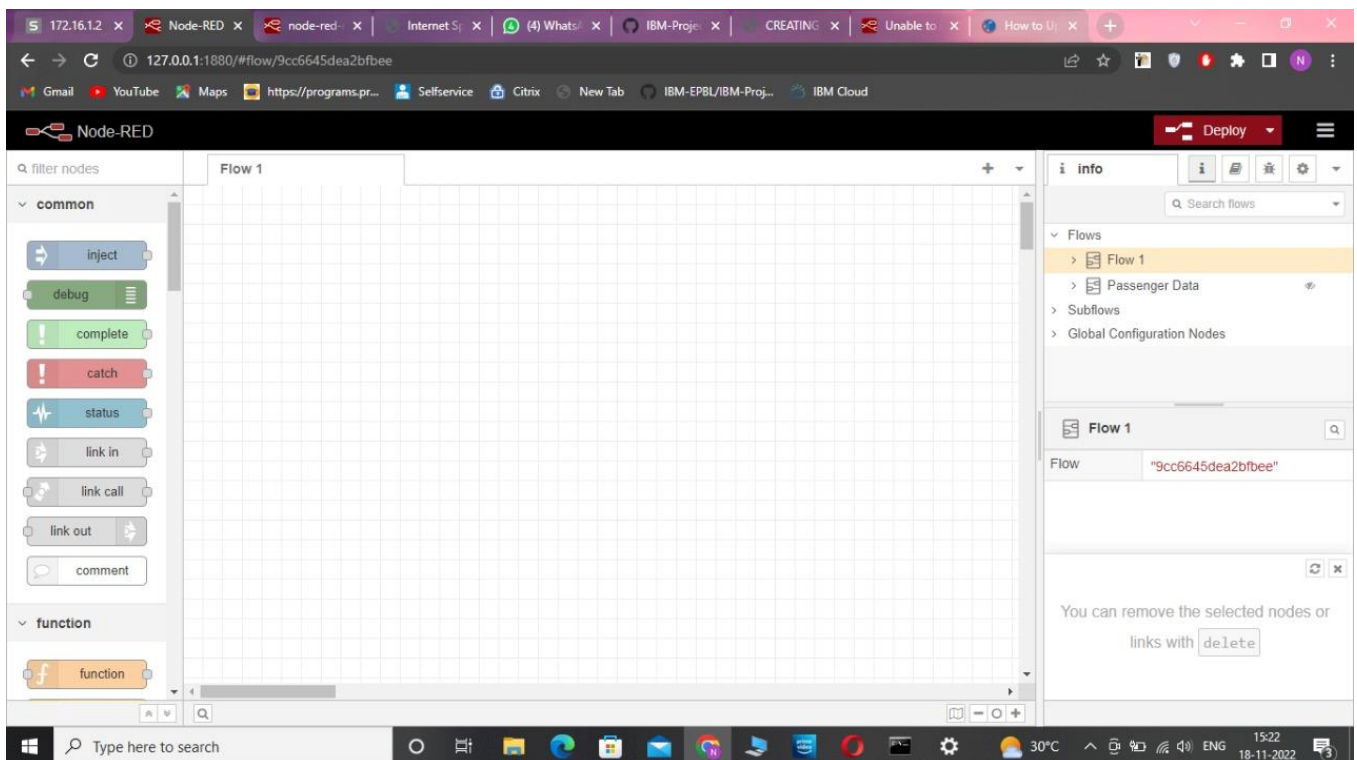 172.16.1.2
Node-RED
node-red-
Internet Sp
(4) WhatsA
IBM-Projec
CREATING
Unable to
How to Up
127.0.0.1:1880/#flow/9cc6645dea2bfbee
N
Gmail
YouTube
Maps
https://programs.pr...
Selfservice
Citrix
New Tab
IBM-EPBL/IBM-Proj...
IBM Cloud
Node-RED
Deploy
filter nodes
Flow 1
i info
i
Search flows
common
Flows
Flow 1
Passenger Data
Subflows
Global Configuration Nodes
inject
debug
complete
catch
status
link in
link call
link out
comment
function
f function
Flow 1
Flow "9cc6645dea2bfbee"
You can remove the selected nodes or
links with delete
Type here to search
30°C
ENG
15:22
18-11-2022
3